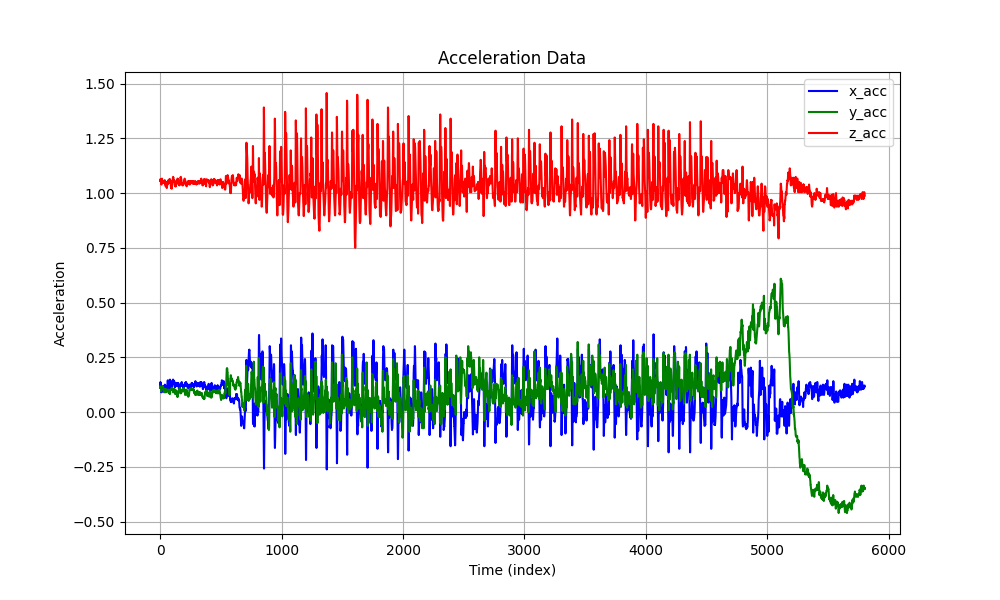 Acceleration Data
1.50
1.25
1.00
0.75
0.50
0.25
0.00
−0.25
−0.50
Acceleration
x_acc
y_acc
z_acc
0 1000 2000 3000 4000 5000 6000
Time (index)